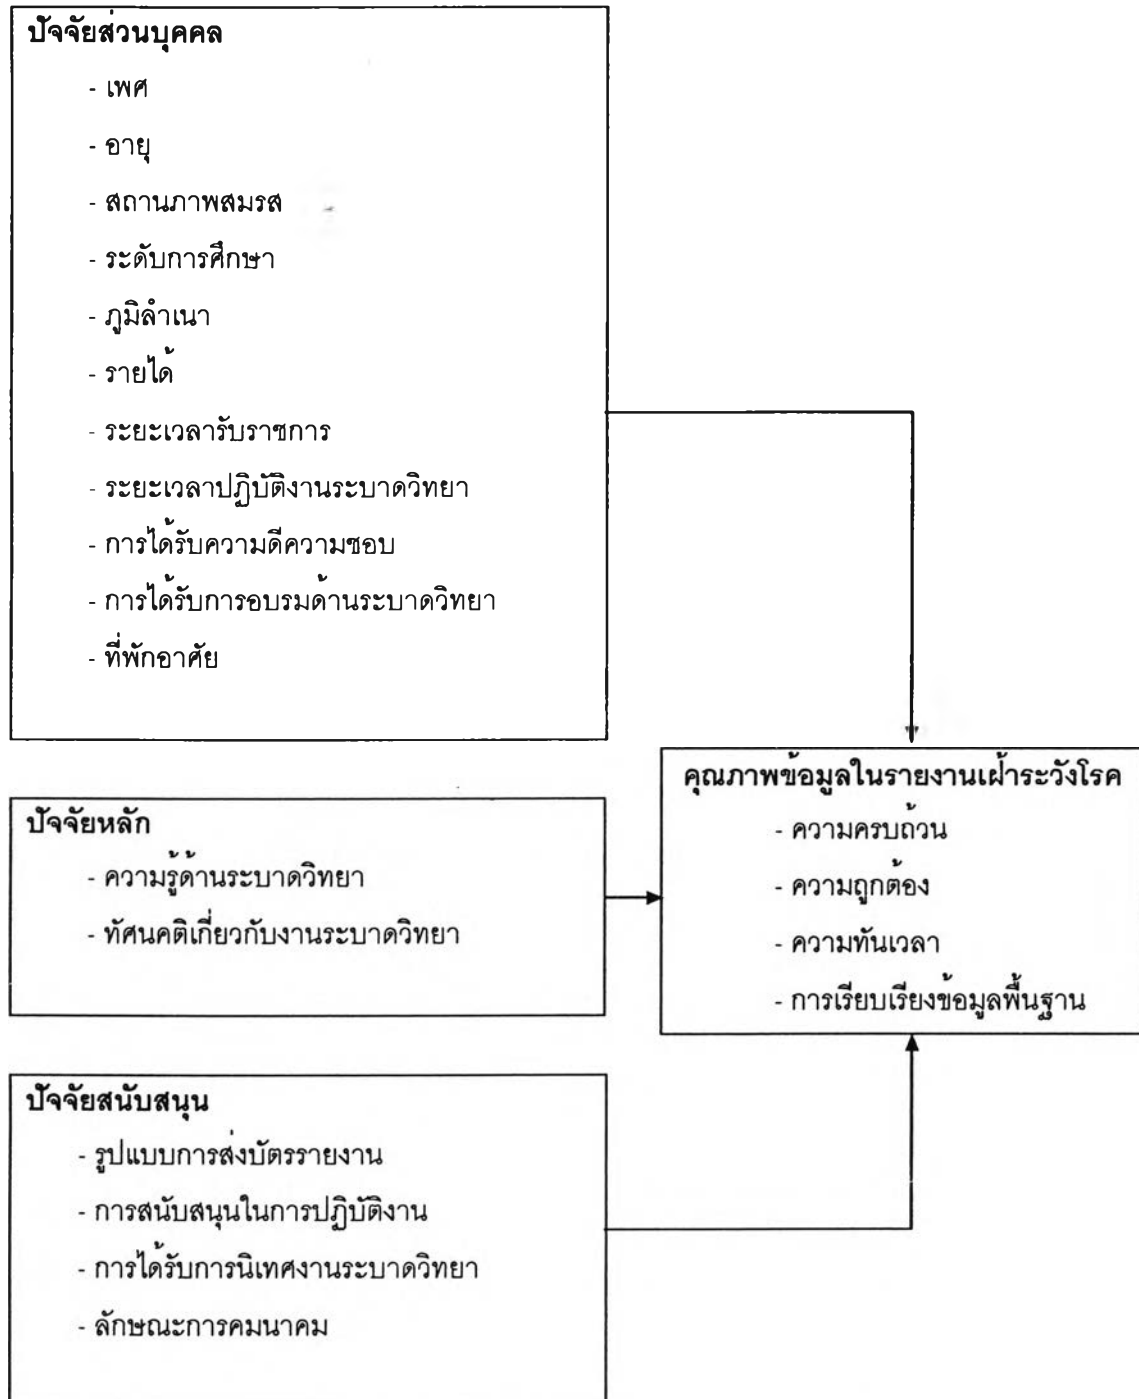 ปัจจัยส่วนบุคคล
- เพศ
- อายุ
- สถานภาพสมรส
- ระดับการศึกษา
- ภูมิลำเนา
- รายได้
- ระยะเวลารับราชการ
- ระยะเวลาปฏิบัติงานระบาดวิทยา
- การได้รับความดีความชอบ
- การได้รับการอบรมด้านระบาดวิทยา
- ที่พักอาศัย
ปัจจัยหลัก
- ความรู้ด้านระบาดวิทยา
- ทัศนคติเกี่ยวกับงานระบาดวิทยา
ปัจจัยสนับสนุน
- รูปแบบการส่งบัตรรายงาน
- การสนับสนุนในการปฏิบัติงาน
- การได้รับการนิเทศงานระบาดวิทยา
- ลักษณะการคมนาคม
คุณภาพข้อมูลในรายงานเฝ้าระวังโรค
- ความครบถ้วน
- ความถูกต้อง
- ความทันเวลา
- การเรียบเรียงข้อมูลพื้นฐาน